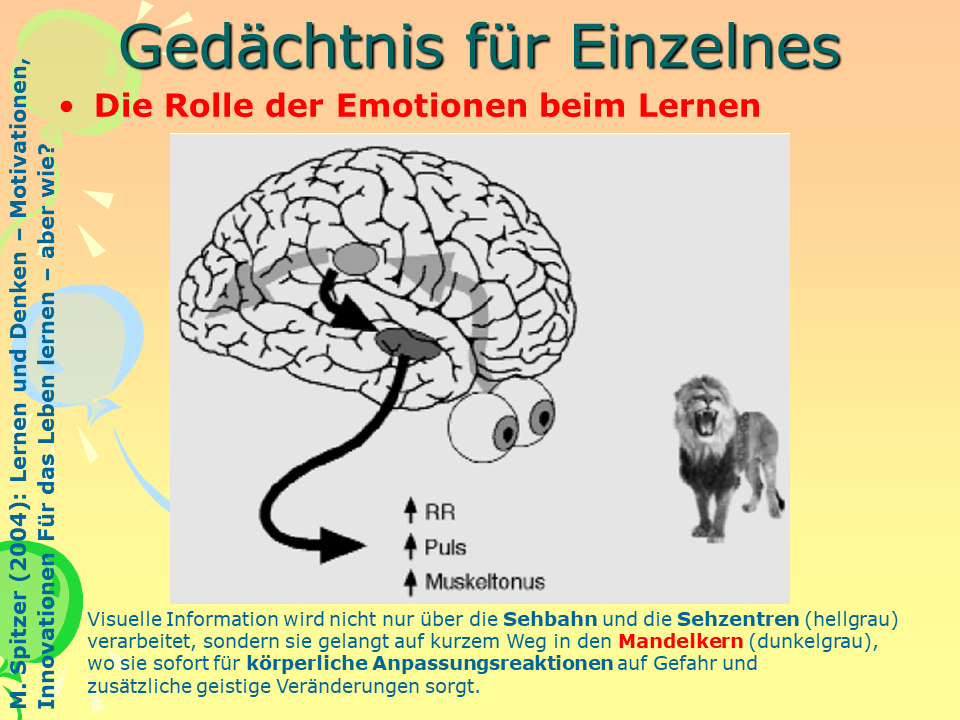 Gedächtnis für Einzelnes
• Die Rolle der Emotionen beim Lernen
M. Spitzer (2004): Lernen und Denken – Motivationen,
Innovationen Für das Leben lernen – aber wie?
RR
Puls
Muskeltonus
Visuelle Information wird nicht nur über die Sehbahn und die Sehzentren (hellgrau)
verarbeitet, sondern sie gelangt auf kurzem Weg in den Mandelkern (dunkelgrau),
wo sie sofort für körperliche Anpassungsreaktionen auf Gefahr und
zusätzliche geistige Veränderungen sorgt.